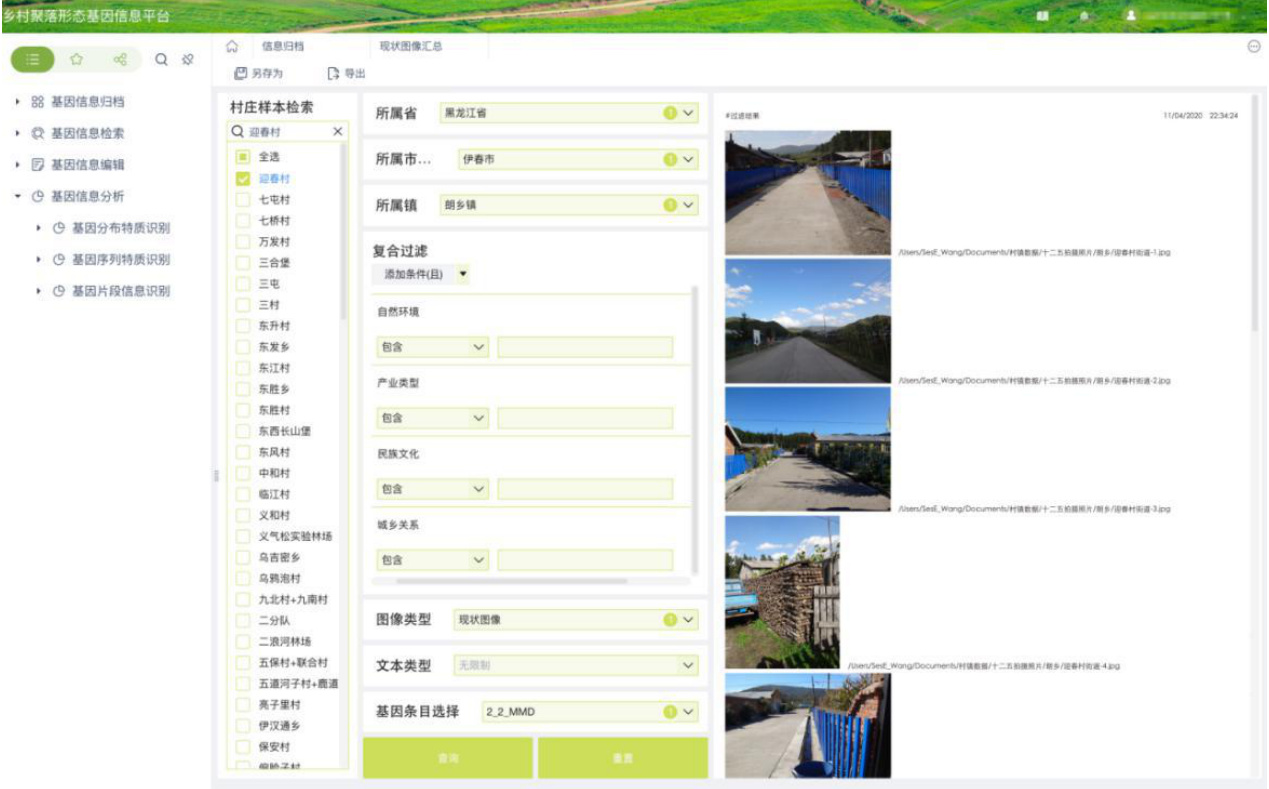 乡村聚落形态基因信息平台
信息归档
现状图像汇总
另存为
导出
基因信息归档
基因信息检索
基因信息编辑
基因信息分析
基因分布特质识别
基因序列特质识别
基因片段信息识别
村庄样本检索
迎春村
全选
迎春村
七屯村
七桥村
万发村
三合堡
三屯
三村
东升村
东发乡
东江村
东胜乡
东胜村
东西长山堡
东风村
中和村
临江村
义和村
义气松实验林场
乌吉密乡
乌鸦泡村
九北村+九南村
二分队
二浪河林场
五保村+联合村
五道河子村+鹿道
亮子里村
伊汉通乡
保安村
所属省
黑龙江省
1
所属市...
伊春市
1
所属镇
朗乡镇
1
复合过滤
添加条件(且)
自然环境
包含
产业类型
包含
民族文化
包含
城乡关系
包含
图像类型
现状图像
1
文本类型
无限制
基因条目选择
2_2_MMD
1
查询
重置
#过滤结果
11/04/2020 22:34:24
/Users/SesE_Wang/Documents/村镇数据/十二五拍摄照片/朗乡/迎春村街道-1.jpg
/Users/SesE_Wang/Documents/村镇数据/十二五拍摄照片/朗乡/迎春村街道-2.jpg
/Users/SesE_Wang/Documents/村镇数据/十二五拍摄照片/朗乡/迎春村街道-3.jpg
/Users/SesE_Wang/Documents/村镇数据/十二五拍摄照片/朗乡/迎春村街道-4.jpg